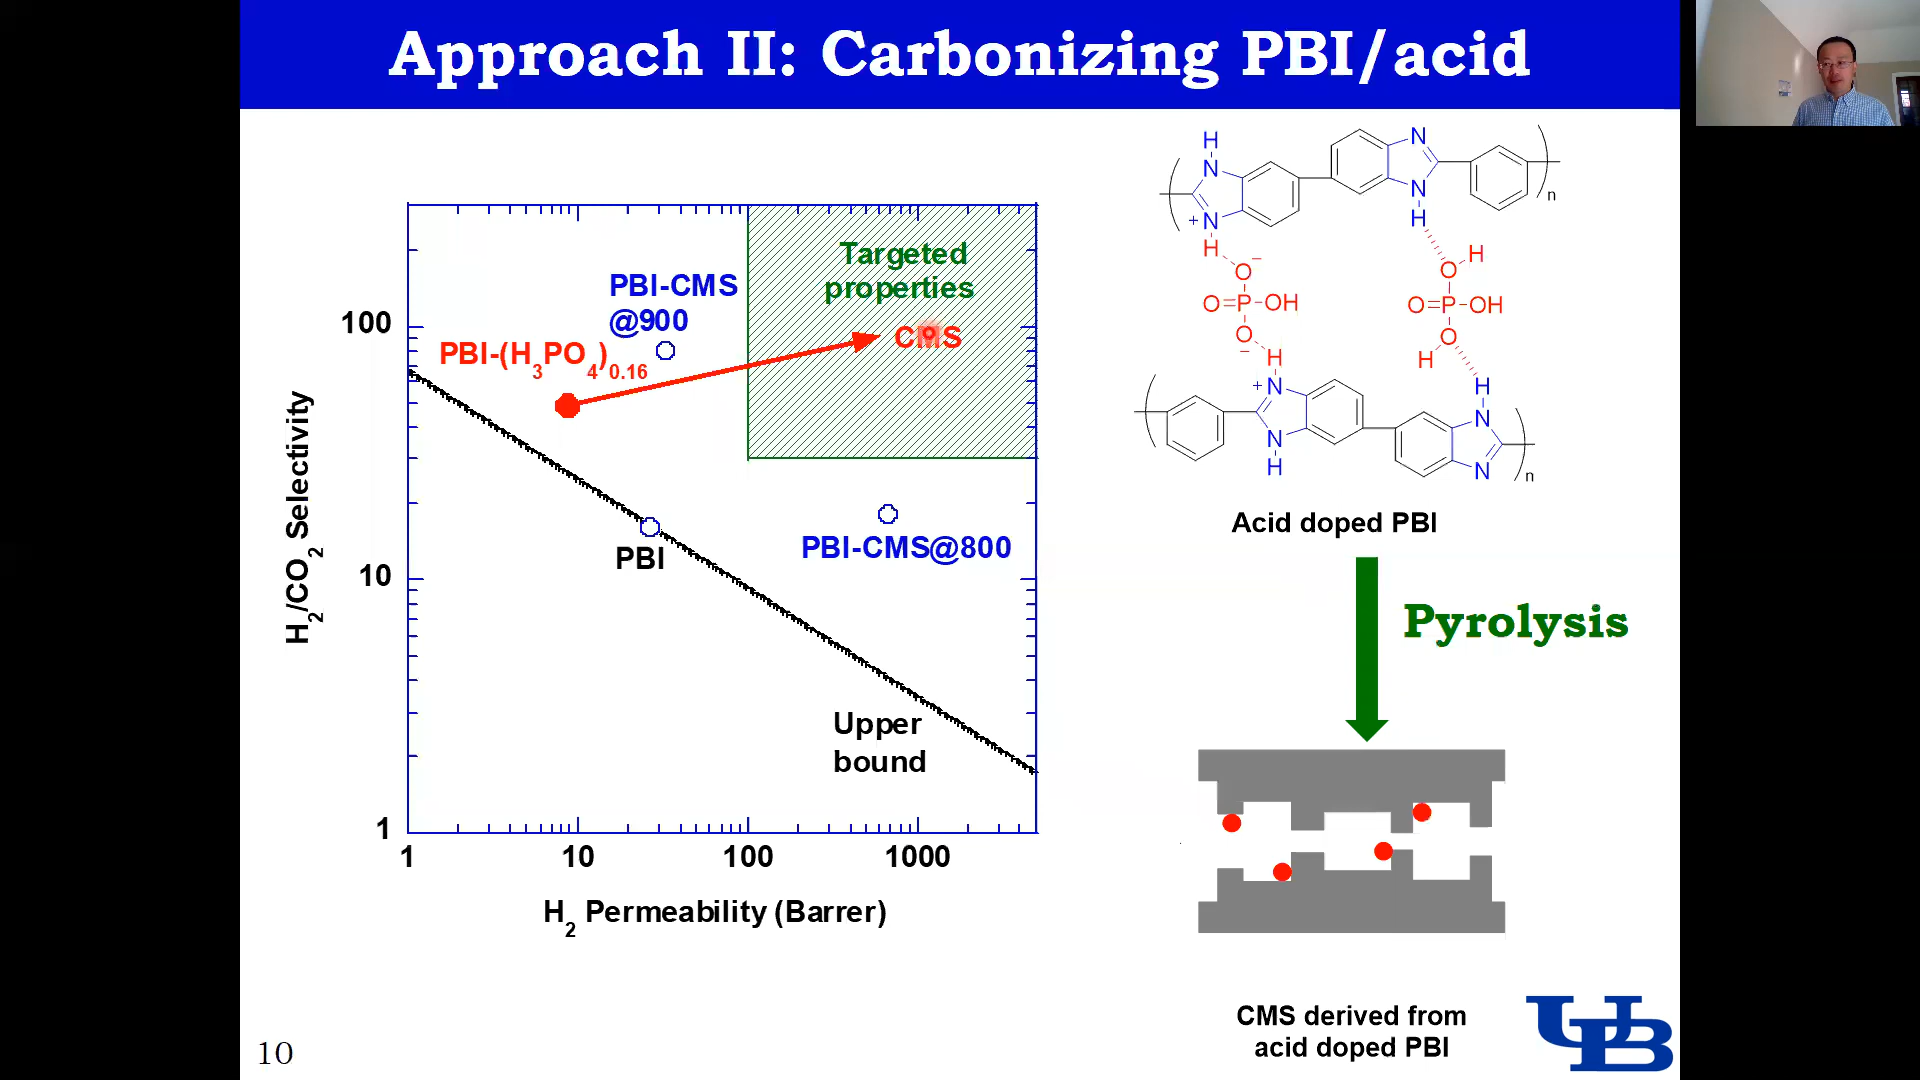 Approach II: Carbonizing PBI/acid
H2/CO2 Selectivity
100
10
1
1
10
100
1000
H2 Permeability (Barrer)
Targeted
properties
PBI-CMS
@900
CMS
PBI-(H3PO4)0.16
PBI
PBI-CMS@800
Upper
bound
H
N
N
+
N
H
N
H
n
H
O
−
O=P-OH
O
−
H
O
H
O=P-OH
O
H
H
+
N
N
H
H
N
N
n
Acid doped PBI
Pyrolysis
CMS derived from
acid doped PBI
10
UB